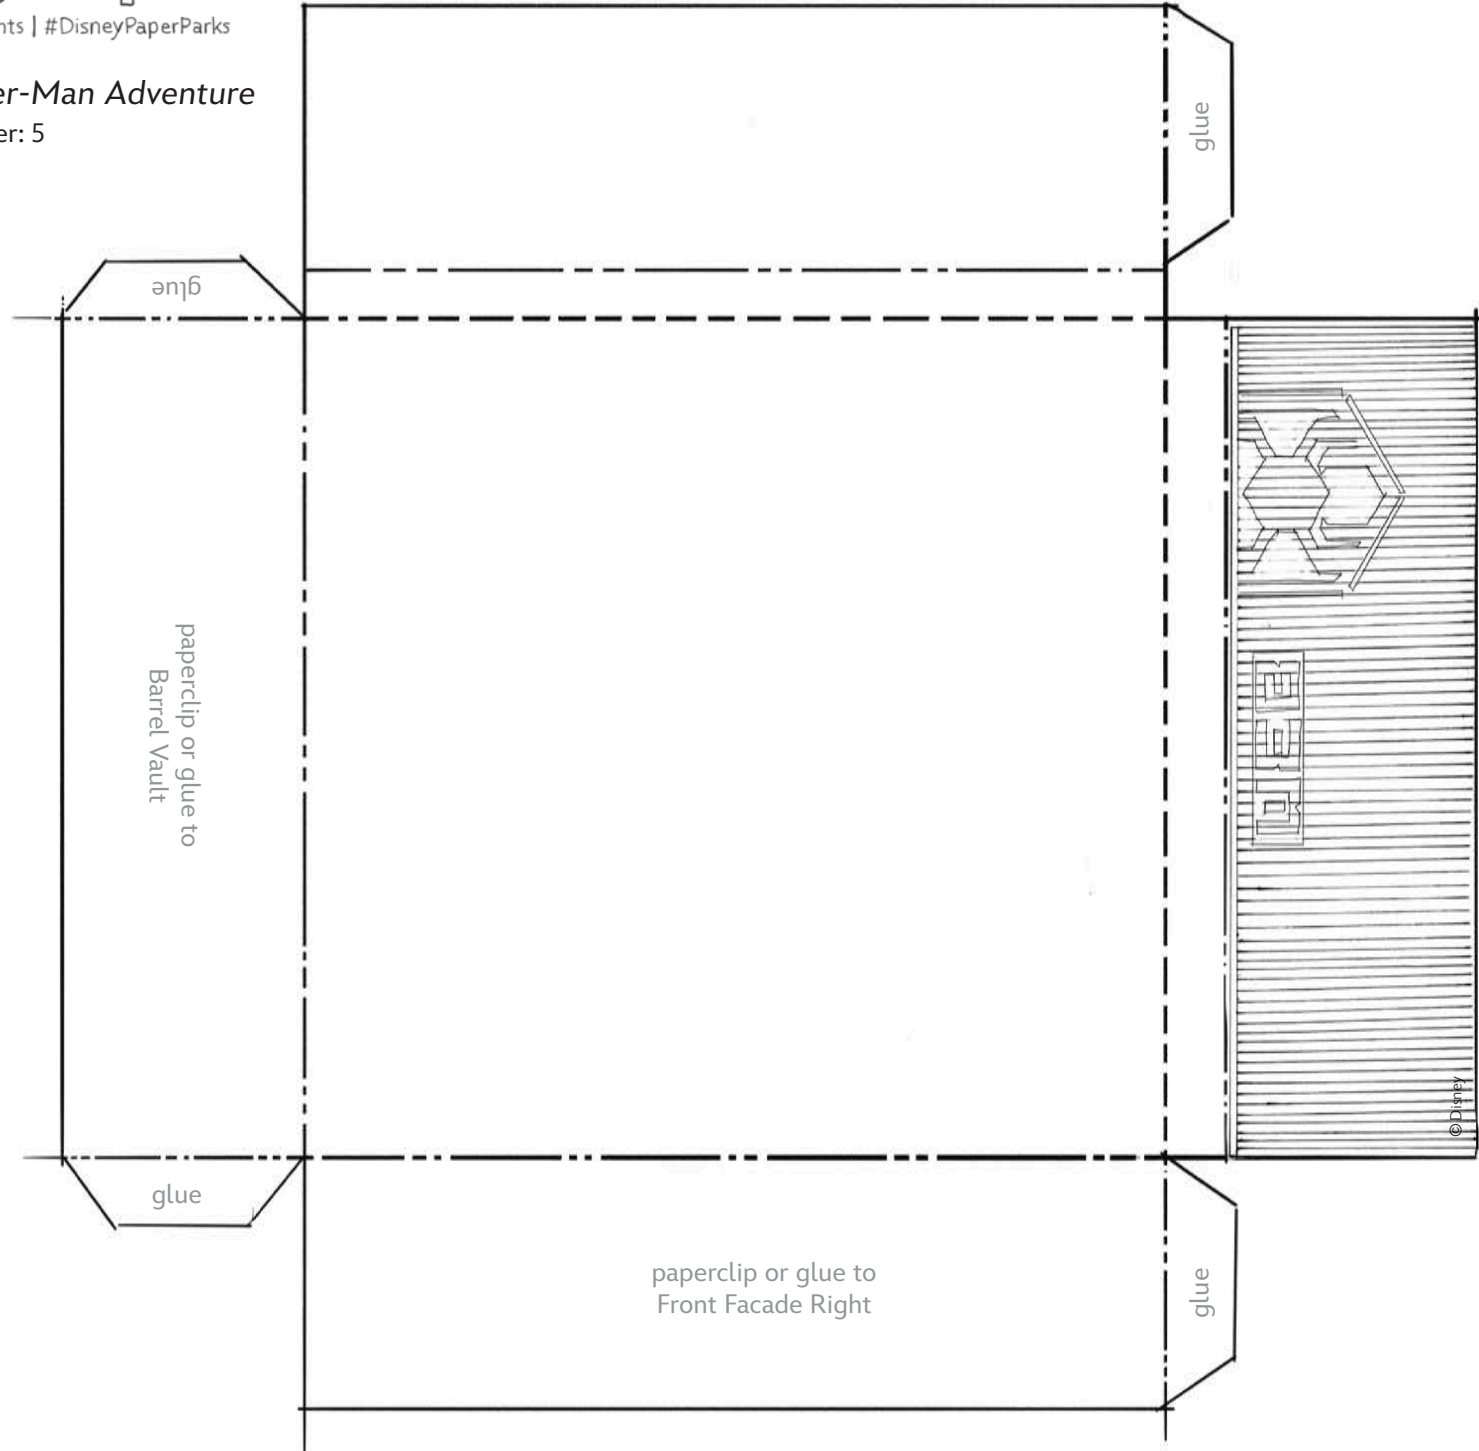 nts | #DisneyPaperParks
er-Man Adventure
er: 5
glue
glue
paperclip or glue to
Barrel Vault
WEB
© Disney
glue
paperclip or glue to
Front Facade Right
glue